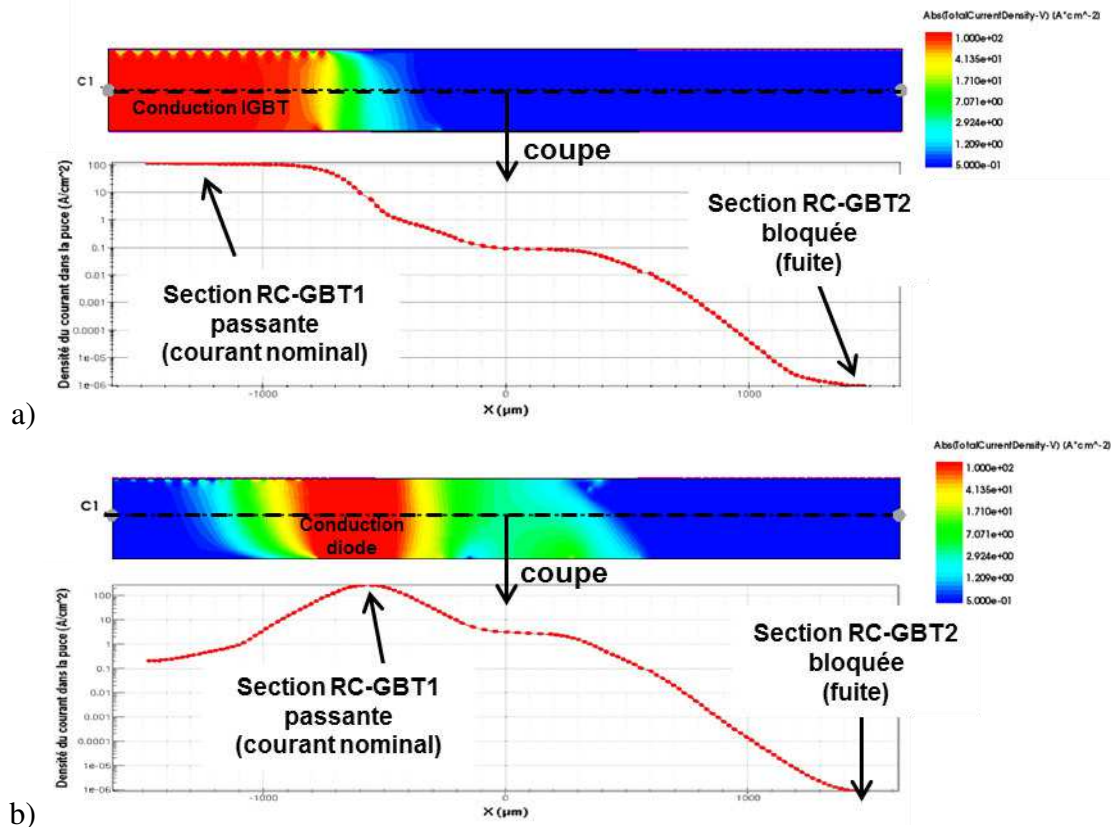 Abs(TotalCurrentDensity-V) (A*cm^-2)
1.000e+02
4.135e+01
1.710e+01
7.071e+00
2.924e+00
1.209e+00
5.000e-01
C1
Conduction IGBT
coupe
Densité du courant dans la puce (A/cm^2)
100
10
1
0.1
0.01
0.001
0.0001
1e-05
1e-06
Section RC-GBT1
passante
(courant nominal)
Section RC-GBT2
bloquée
(fuite)
-1000
0
1000
X (µm)
a)
Abs(TotalCurrentDensity-V) (A*cm^-2)
1.000e+02
4.135e+01
1.710e+01
7.071e+00
2.924e+00
1.209e+00
5.000e-01
C1
Conduction
diode
coupe
Densité du courant dans la puce (A/cm^2)
100
10
1
0.1
0.01
0.001
0.0001
1e-05
1e-06
Section RC-GBT1
passante
(courant nominal)
Section RC-GBT2
bloquée
(fuite)
-1000
0
1000
X (µm)
b)